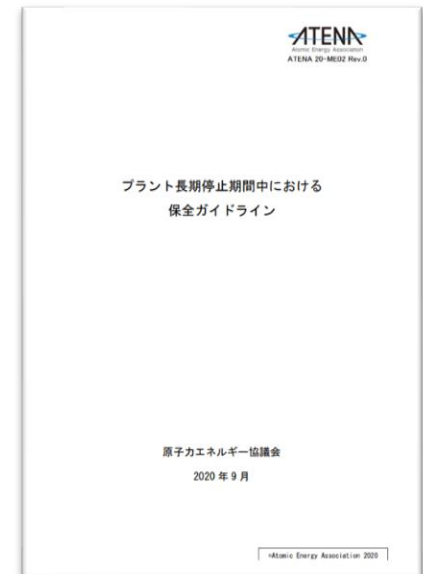 ATENA
Atomic Energy Association
ATENA 20-ME02 Rev.0
プラント長期停止期間中における
保全ガイドライン
原子力エネルギー協議会
2020 年 9 月
©Atomic Energy Association 2020